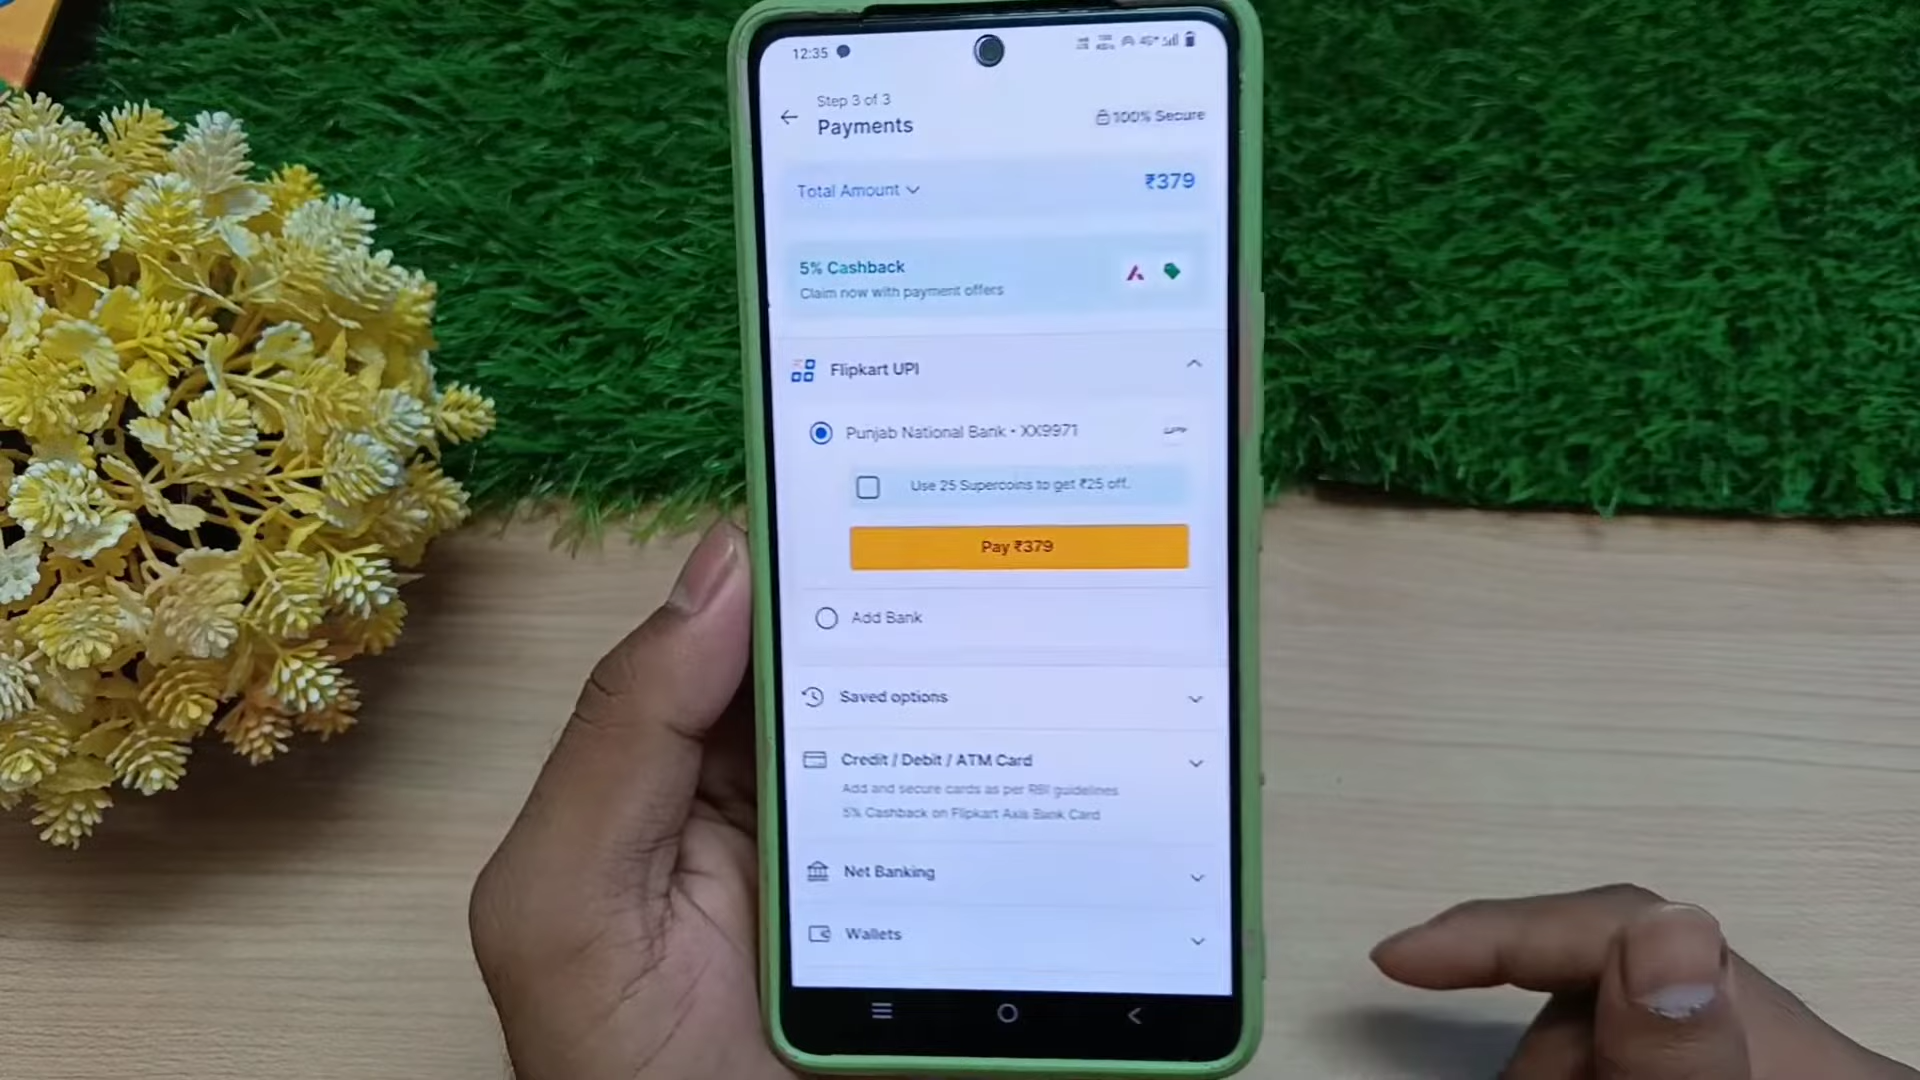 12:35
4G+
Step 3 of 3
Payments
100% Secure
Total Amount
₹379
5% Cashback
Claim now with payment offers
Flipkart UPI
Punjab National Bank • XX9971
UPI
Use 25 Supercoins to get ₹25 off.
Pay ₹379
Add Bank
Saved options
Credit / Debit / ATM Card
Add and secure cards as per RBI guidelines
5% Cashback on Flipkart Axis Bank Card
Net Banking
Wallets